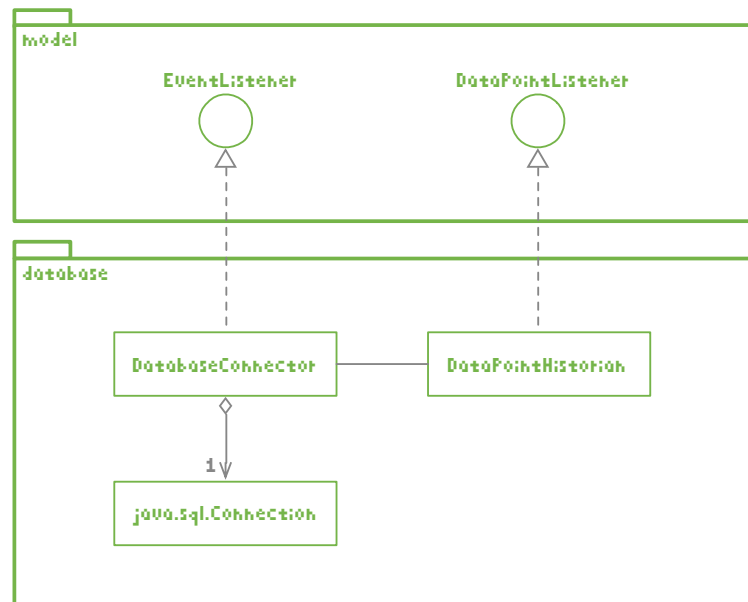 model
EventListener
DataPointListener
database
DatabaseConnector
DataPointHistorian
1
java.sql.Connection